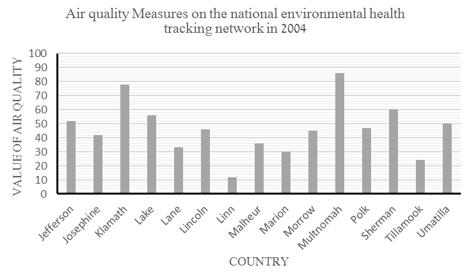 Air quality Measures on the national environmental health
tracking network in 2004
VALUE OF AIR QUALITY
100
90
80
70
60
50
40
30
20
10
0
Jefferson
Josephine
Klamath
Lake
Lane
Lincoln
Linn
Malheur
Marion
Morrow
Multnomah
Polk
Sherman
Tillamook
Umatilla
COUNTRY